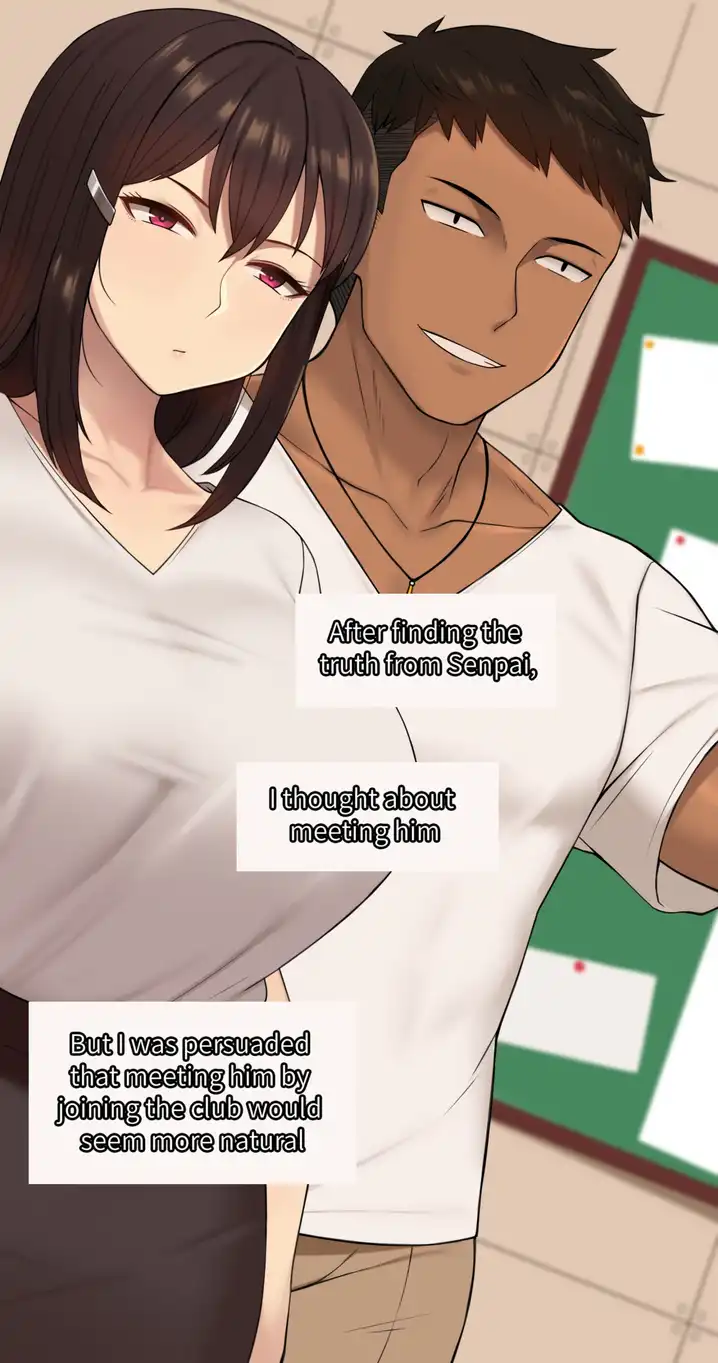 After finding the
truth from Senpai,
I thought about
meeting him
But I was persuaded
that meeting him by
joining the club would
seem more natural